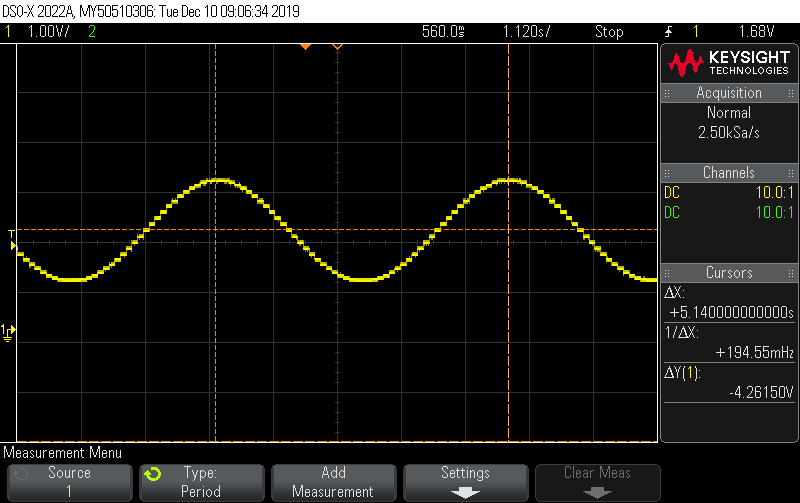 DSO-X 2022A, MY50510306: Tue Dec 10 09:06:34 2019
1 1.00V/ 2 560.0ms 1.120s/ Stop 1 1.68V
KEYSIGHT
TECHNOLOGIES
Acquisition
Normal
2.50kSa/s
Channels
DC 10.0:1
DC 10.0:1
Cursors
ΔX:
+5.140000000000s
1/ΔX:
+194.55mHz
ΔY(1):
-4.26150V
T
1
Measurement Menu
Source
1
Type:
Period
Add
Measurement
Settings
Clear Meas